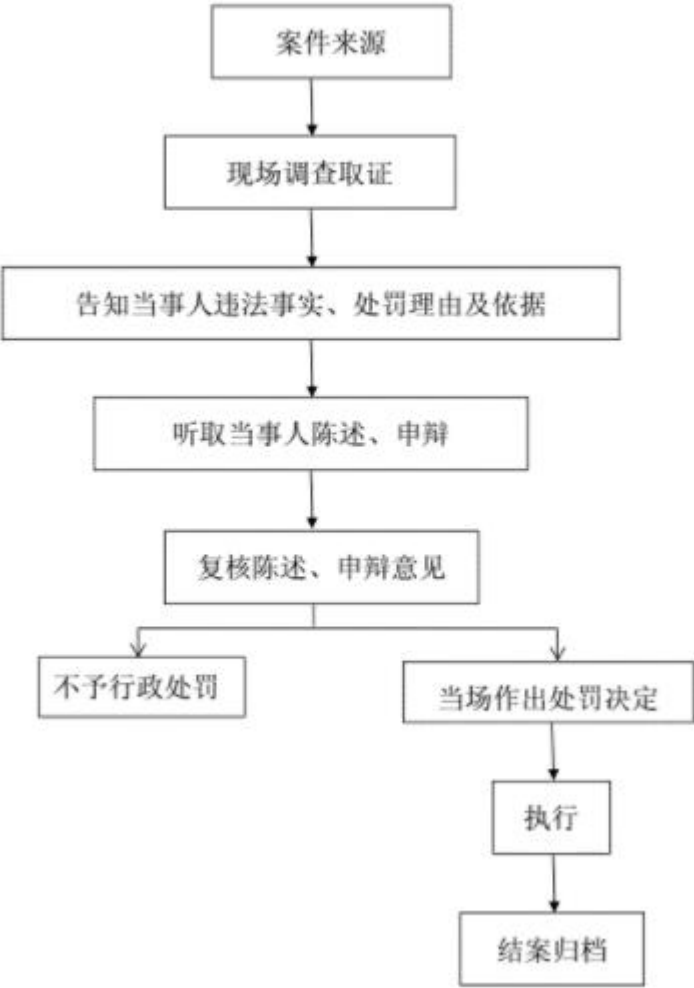 案件来源
现场调查取证
告知当事人违法事实、处罚理由及依据
听取当事人陈述、申辩
复核陈述、申辩意见
不予行政处罚
当场作出处罚决定
执行
结案归档